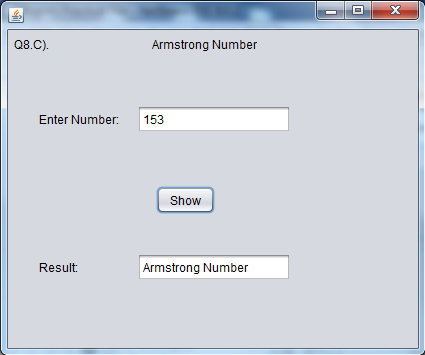 Q8.C). Armstrong Number
Enter Number: 153
Show
Result: Armstrong Number